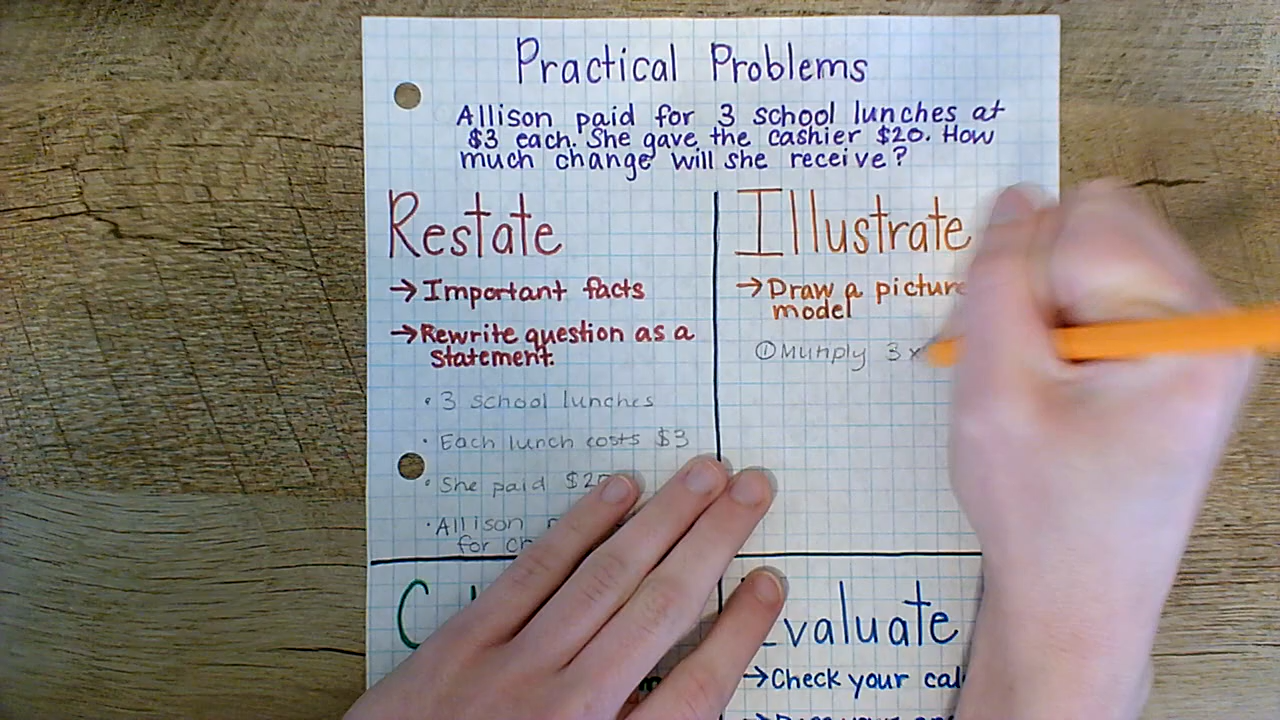 Practical Problems
Allison paid for 3 school lunches at
$3 each. She gave the cashier $20. How
much change will she receive?
Restate
→Important facts
→Rewrite question as a
statement.
• 3 school lunches
• Each lunch costs $3
• She paid $2
• Allison
for
Illustrate
→Draw a picture
model
① Multiply 3 x
Evaluate
→Check your